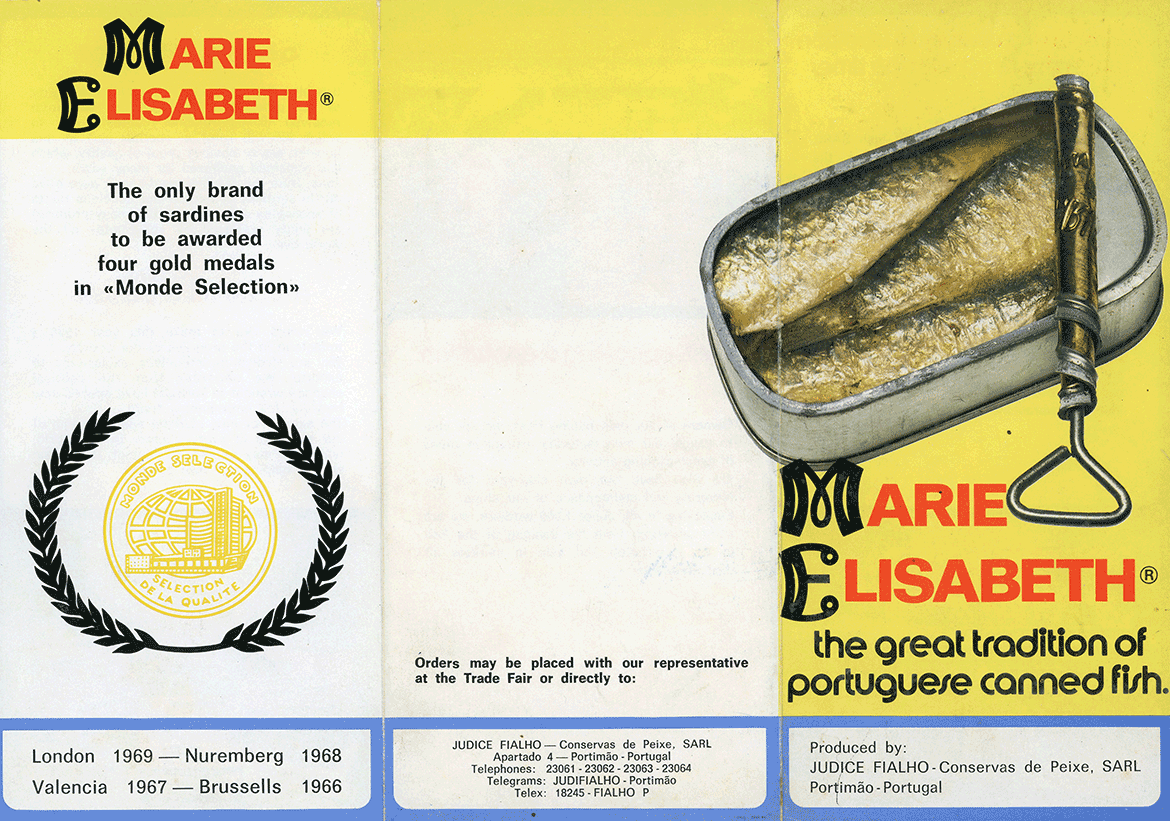 MARIE
ELISABETH®
The only brand
of sardines
to be awarded
four gold medals
in «Monde Selection»
MONDE SELECTION
SELECTION
DE LA QUALITE
London 1969 — Nuremberg 1968
Valencia 1967 — Brussells 1966
Orders may be placed with our representative
at the Trade Fair or directly to:
JUDICE FIALHO — Conservas de Peixe, SARL
Apartado 4 — Portimão - Portugal
Telephones: 23061 - 23062 - 23063 - 23064
Telegrams: JUDIFIALHO - Portimão
Telex: 18245 - FIALHO P
MARIE
ELISABETH®
the great tradition of
portuguese canned fish.
Produced by:
JUDICE FIALHO - Conservas de Peixe, SARL
Portimão - Portugal